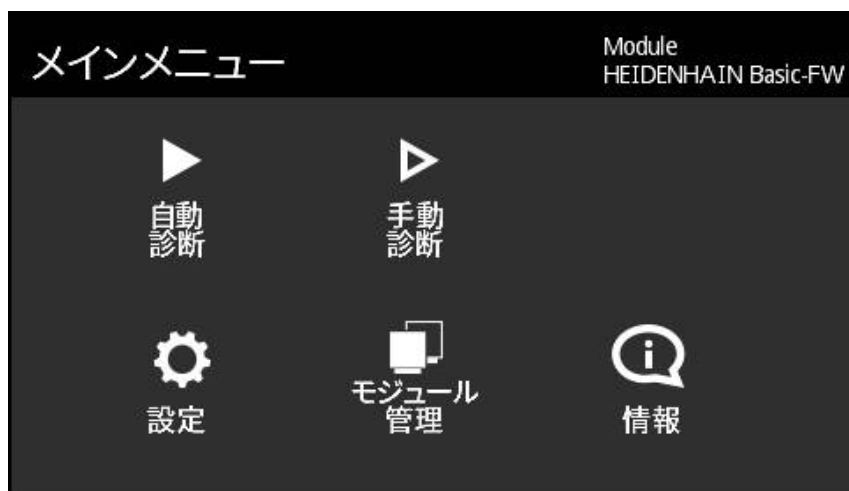 メインメニュー
Module
HEIDENHAIN Basic-FW
自動
診断
手動
診断
設定
モジュール
管理
情報